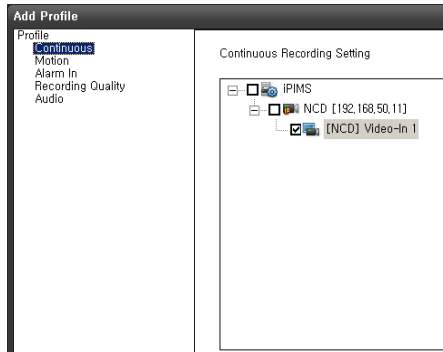 Add Profile
Profile
Continuous
Motion
Alarm In
Recording Quality
Audio
Continuous Recording Setting
iPIMS
NCD [192,168,50,11]
[NCD] Video-In 1